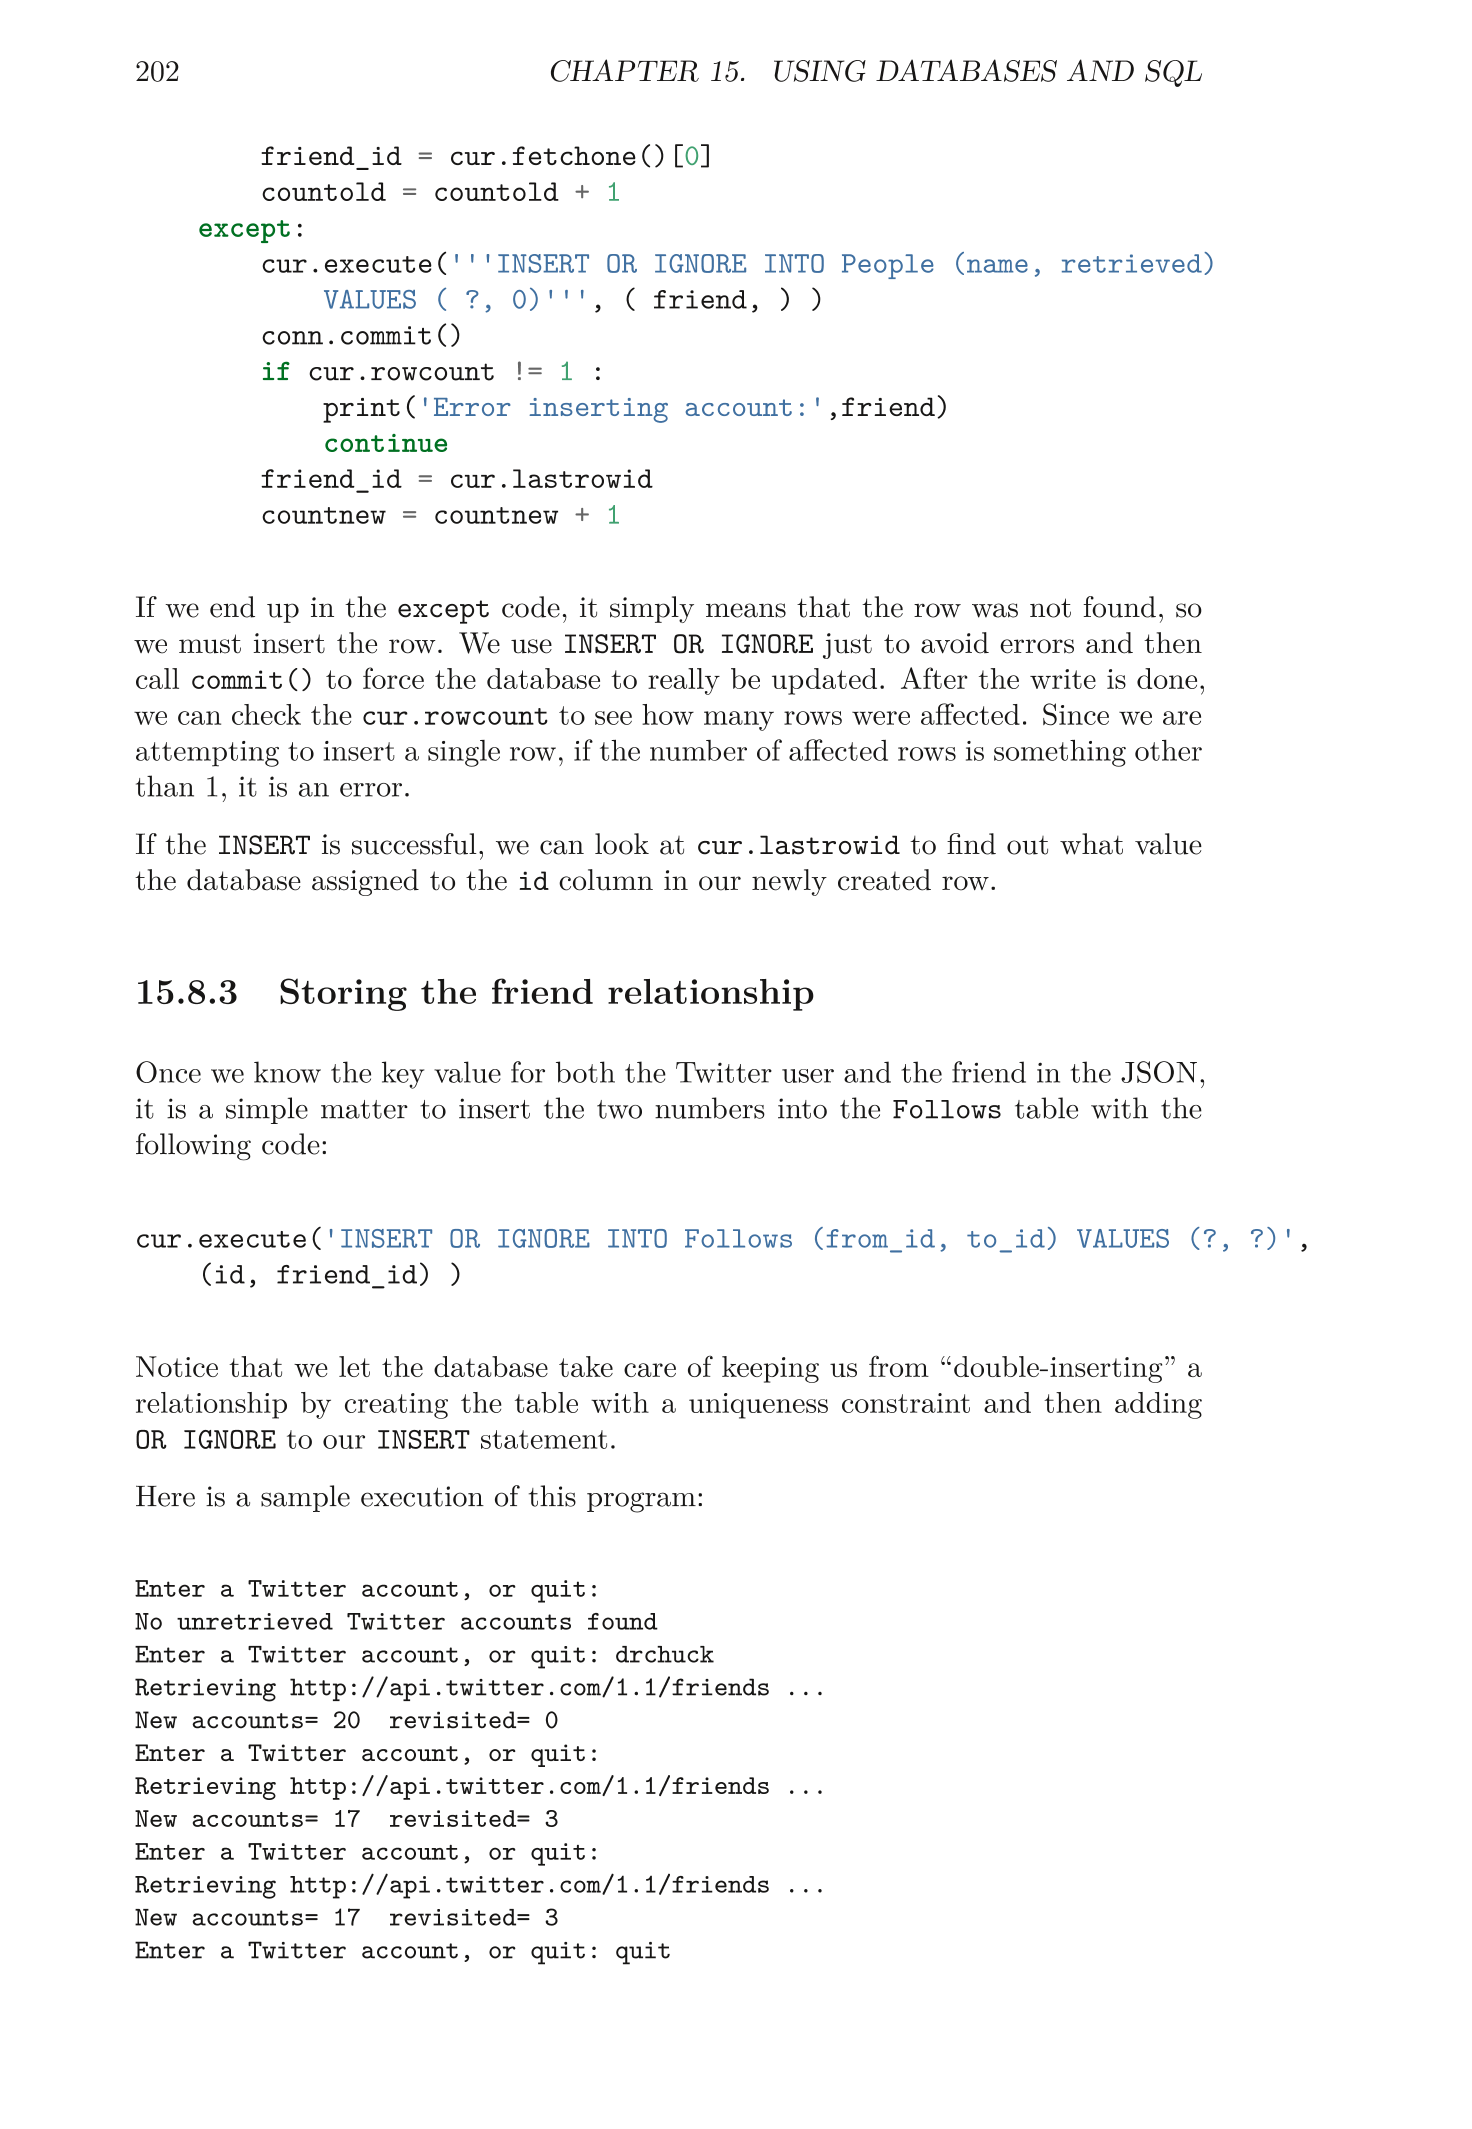 202 CHAPTER 15. USING DATABASES AND SQL
        friend_id = cur.fetchone()[0]
        countold = countold + 1
    except:
        cur.execute('''INSERT OR IGNORE INTO People (name, retrieved)
            VALUES ( ?, 0)''', ( friend, ) )
        conn.commit()
        if cur.rowcount != 1 :
            print('Error inserting account:',friend)
            continue
        friend_id = cur.lastrowid
        countnew = countnew + 1
If we end up in the except code, it simply means that the row was not found, so
we must insert the row. We use INSERT OR IGNORE just to avoid errors and then
call commit() to force the database to really be updated. After the write is done,
we can check the cur.rowcount to see how many rows were affected. Since we are
attempting to insert a single row, if the number of affected rows is something other
than 1, it is an error.
If the INSERT is successful, we can look at cur.lastrowid to find out what value
the database assigned to the id column in our newly created row.
15.8.3 Storing the friend relationship
Once we know the key value for both the Twitter user and the friend in the JSON,
it is a simple matter to insert the two numbers into the Follows table with the
following code:
cur.execute('INSERT OR IGNORE INTO Follows (from_id, to_id) VALUES (?, ?)',
    (id, friend_id) )
Notice that we let the database take care of keeping us from “double-inserting” a
relationship by creating the table with a uniqueness constraint and then adding
OR IGNORE to our INSERT statement.
Here is a sample execution of this program:
Enter a Twitter account, or quit:
No unretrieved Twitter accounts found
Enter a Twitter account, or quit: drchuck
Retrieving http://api.twitter.com/1.1/friends ...
New accounts= 20  revisited= 0
Enter a Twitter account, or quit:
Retrieving http://api.twitter.com/1.1/friends ...
New accounts= 17  revisited= 3
Enter a Twitter account, or quit:
Retrieving http://api.twitter.com/1.1/friends ...
New accounts= 17  revisited= 3
Enter a Twitter account, or quit: quit